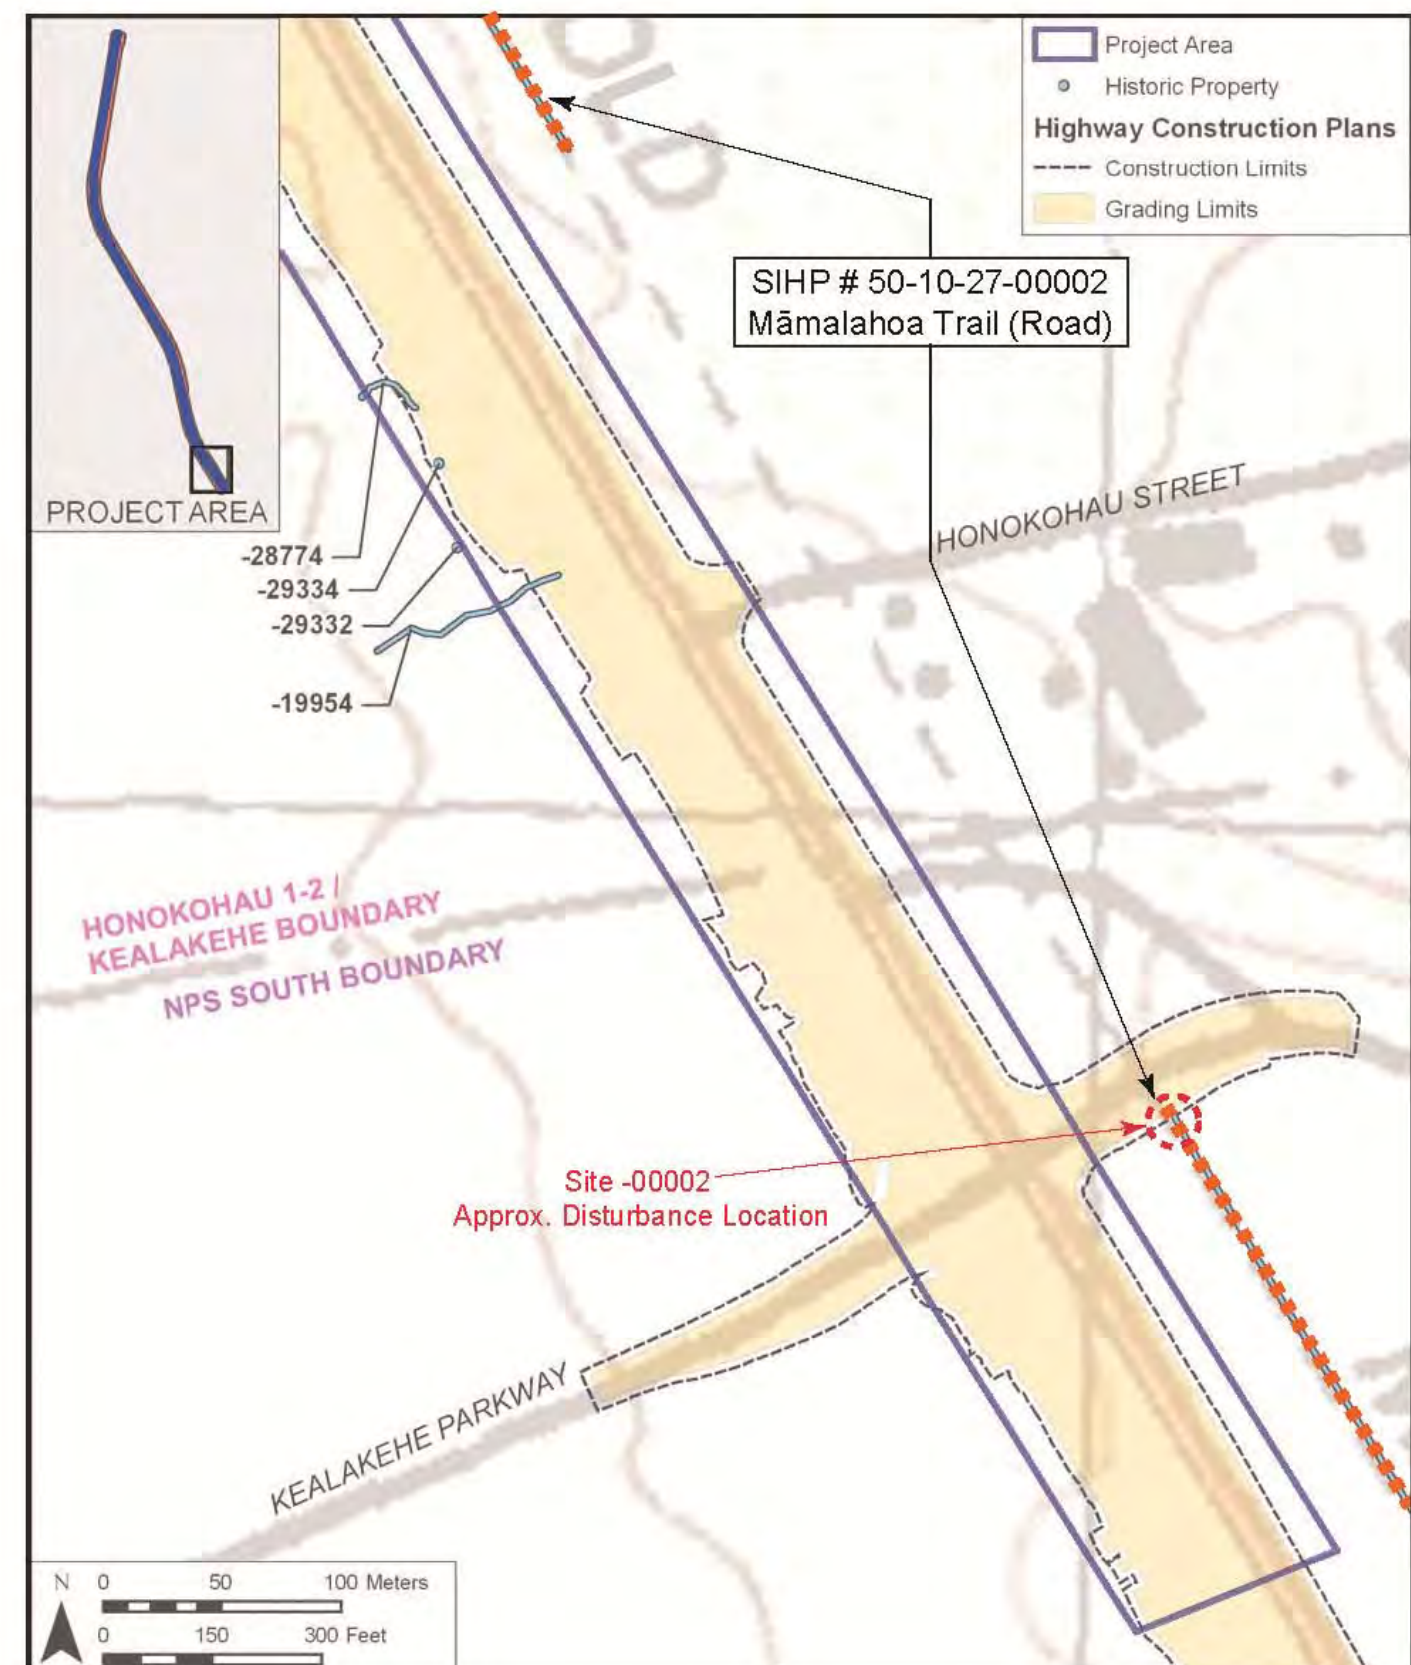 OLD
Project Area
Historic Property
Highway Construction Plans
Construction Limits
Grading Limits
SIHP # 50-10-27-00002
Māmalahoa Trail (Road)
PROJECT AREA
HONOKOHAU STREET
-28774
-29334
-29332
-19954
HONOKOHAU 1-2 /
KEALAKEHE BOUNDARY
NPS SOUTH BOUNDARY
Site -00002
Approx. Disturbance Location
KEALAKEHE PARKWAY
N 0 50 100 Meters
0 150 300 Feet